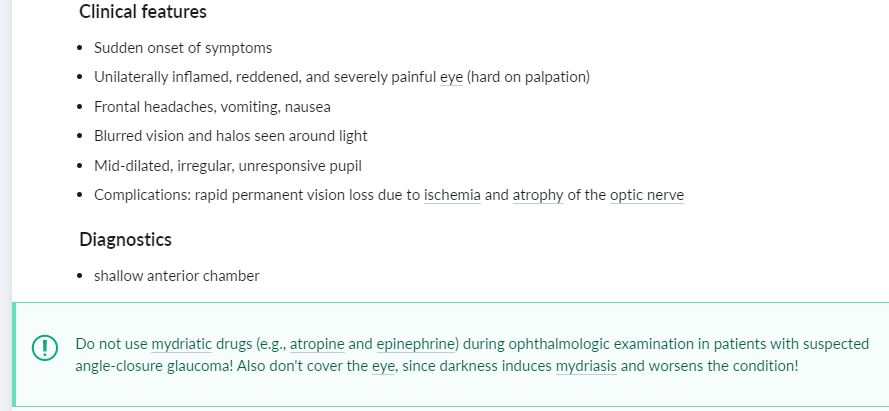 Clinical features
• Sudden onset of symptoms
• Unilaterally inflamed, reddened, and severely painful eye (hard on palpation)
• Frontal headaches, vomiting, nausea
• Blurred vision and halos seen around light
• Mid-dilated, irregular, unresponsive pupil
• Complications: rapid permanent vision loss due to ischemia and atrophy of the optic nerve
Diagnostics
• shallow anterior chamber
Do not use mydriatic drugs (e.g., atropine and epinephrine) during ophthalmologic examination in patients with suspected
angle-closure glaucoma! Also don't cover the eye, since darkness induces mydriasis and worsens the condition!